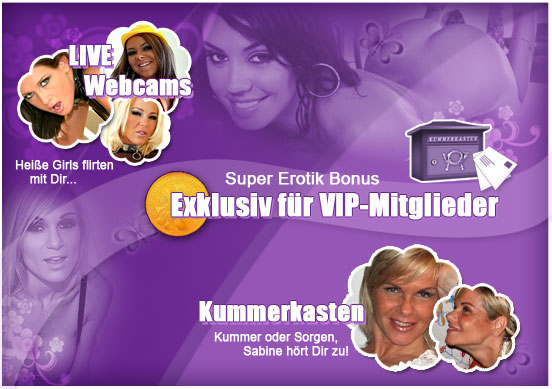 LIVE
Webcams
Heiße Girls flirten
mit Dir...
KUMMERKASTEN
Super Erotik Bonus
Exklusiv für VIP-Mitglieder
Kummerkasten
Kummer oder Sorgen,
Sabine hört Dir zu!